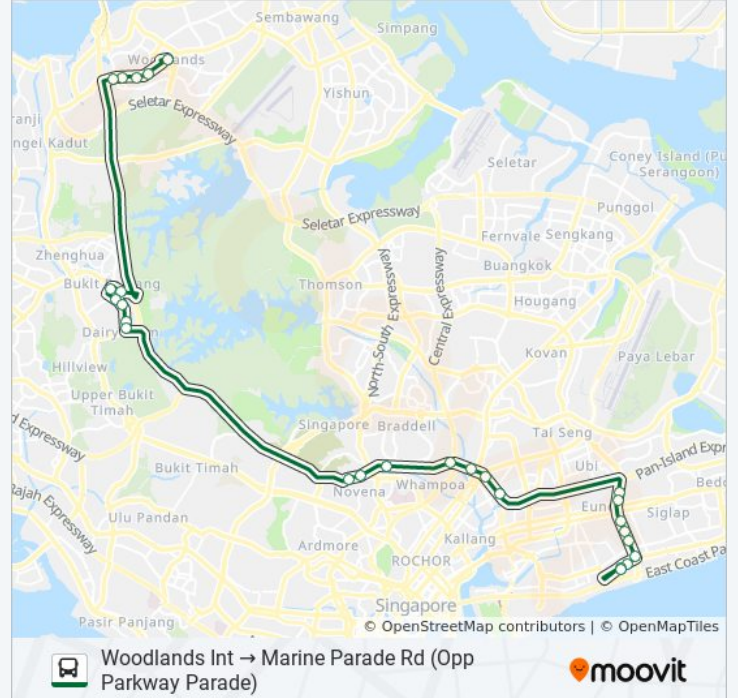 Sembawang
Simpang
Woodlands
Yishun
Seletar Expressway
ranji
ngei Kadut
Seletar
Coney Island (Pu
Serangoon)
Punggol
Seletar Expressway
Fernvale Sengkang
Zhenghua
Buangkok
Bukit ang
Thomson
North-South Expressway
Central Expressway
Hougang
Dairy
Kovan
Paya Lebar
Hillview
Upper Bukit
Timah
Singapore Braddell
Tai Seng
d Expressway
Bukit Timah
Ubi
Pan-Island Expr
Whampoa
Novena
Bedo
Rajah Expressway
Eun
Siglap
Ulu Pandan
Kallang
Ardmore
ROCHOR
East Coast Pa
Singapore
Pasir Panjang
© OpenStreetMap contributors | © OpenMapTiles
Woodlands Int → Marine Parade Rd (Opp
Parkway Parade)
moovit